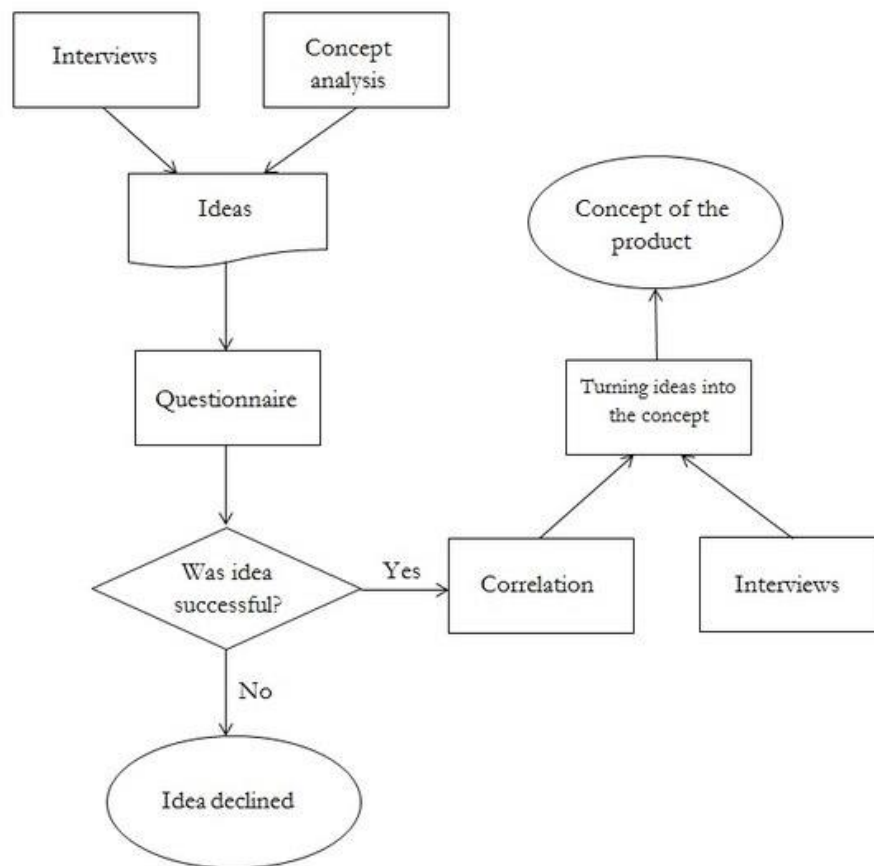 Interviews
Concept
analysis
Ideas
Concept of the
product
Questionnaire
Turning ideas into
the concept
Was idea
successful?
Yes
Correlation
Interviews
No
Idea declined